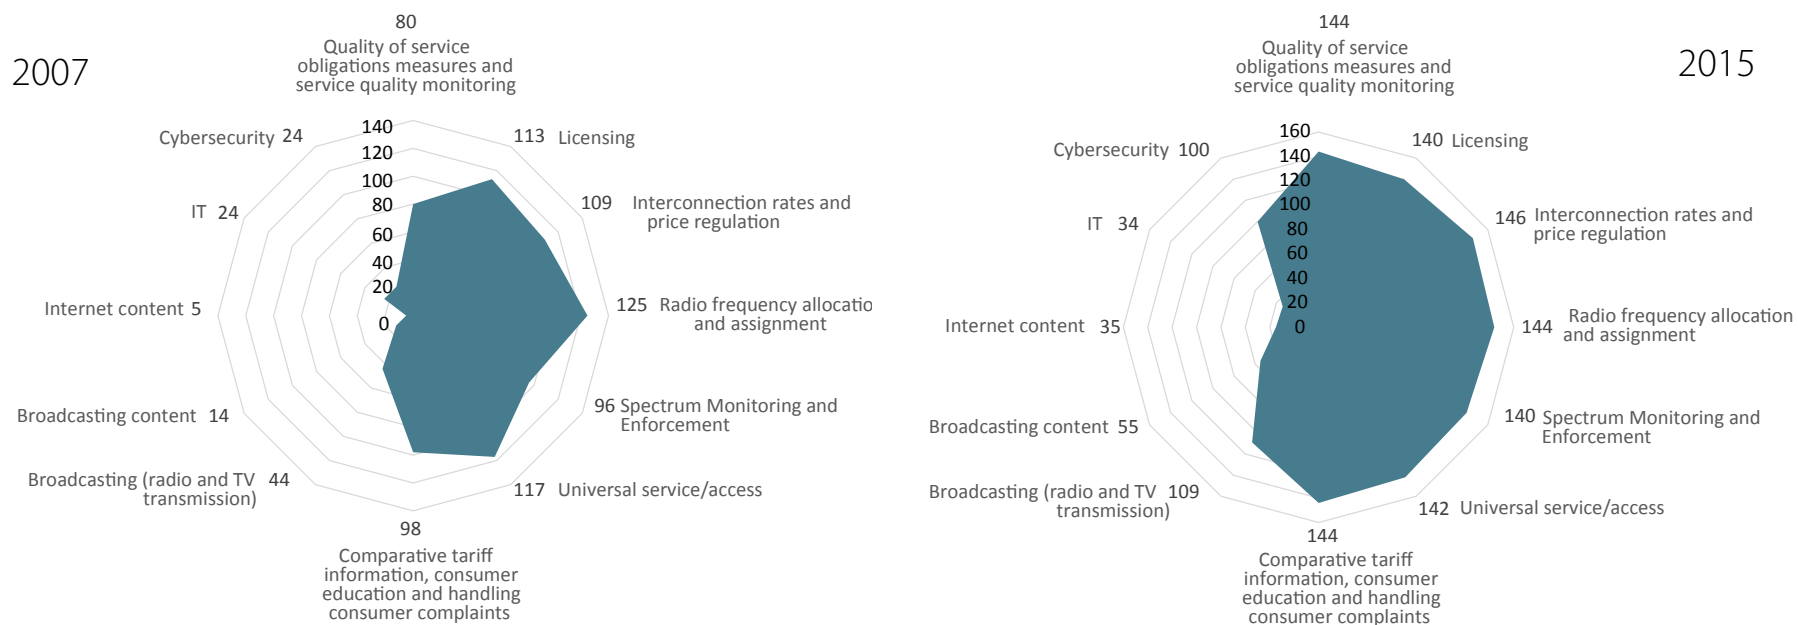 2007
80
Quality of service
obligations measures and
service quality monitoring
113 Licensing
109 Interconnection rates and
price regulation
125 Radio frequency allocatio
and assignment
96 Spectrum Monitoring and
Enforcement
117 Universal service/access
98
Comparative tariff
information, consumer
education and handling
consumer complaints
Broadcasting (radio and TV 44
transmission)
Broadcasting content 14
Internet content 5
IT 24
Cybersecurity 24
140
120
100
80
60
40
20
0
2015
144
Quality of service
obligations measures and
service quality monitoring
140 Licensing
146 Interconnection rates and
price regulation
144 Radio frequency allocation
and assignment
140 Spectrum Monitoring and
Enforcement
142 Universal service/access
144
Comparative tariff
information, consumer
education and handling
consumer complaints
Broadcasting (radio and TV 109
transmission)
Broadcasting content 55
Internet content 35
IT 34
Cybersecurity 100
160
140
120
100
80
60
40
20
0